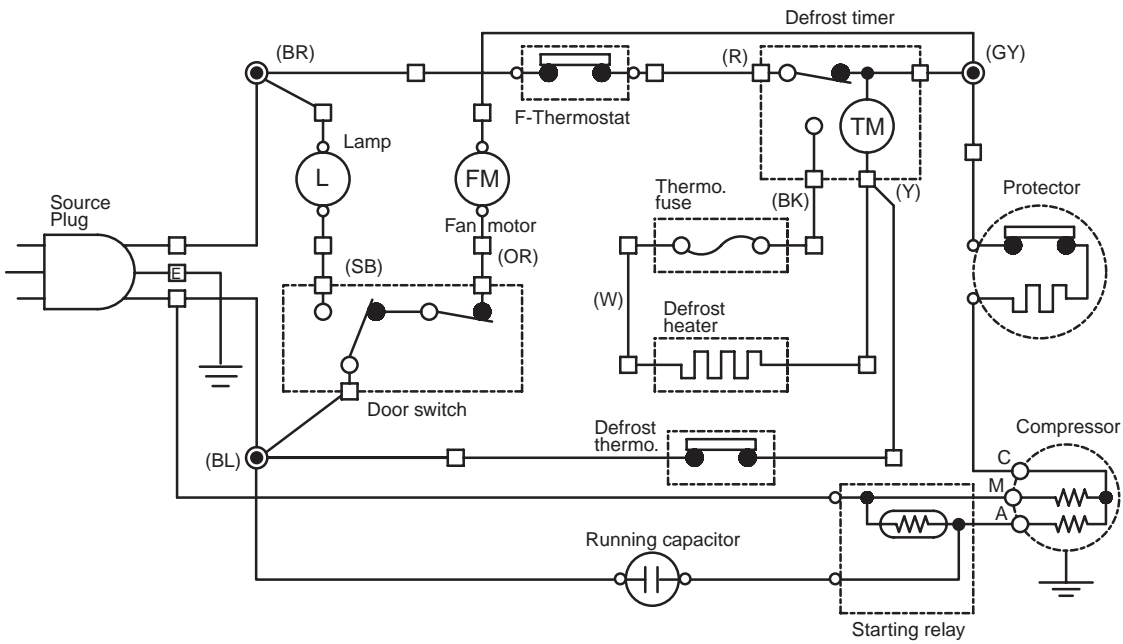 Defrost timer
(BR)
(R)
(GY)
F-Thermostat
TM
Lamp
L
FM
Source
Plug
Thermo.
fuse
(BK)
(Y)
Protector
Fan motor
(SB)
(OR)
E
(W)
Defrost
heater
Door switch
Defrost
thermo.
(BL)
Compressor
C
M
A
Running capacitor
Starting relay